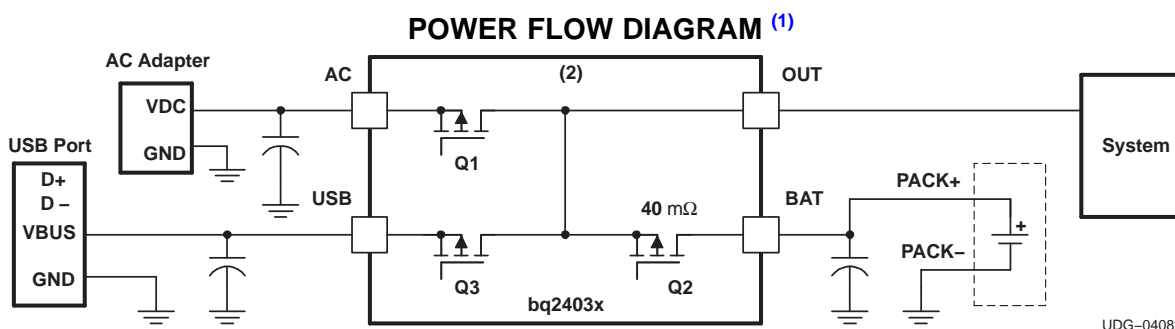 POWER FLOW DIAGRAM (1)
AC Adapter
VDC
GND
USB Port
D+
D −
VBUS
GND
AC
(2)
OUT
Q1
USB
40 mΩ
BAT
Q3
Q2
bq2403x
PACK+
+
PACK−
System
UDG−0408